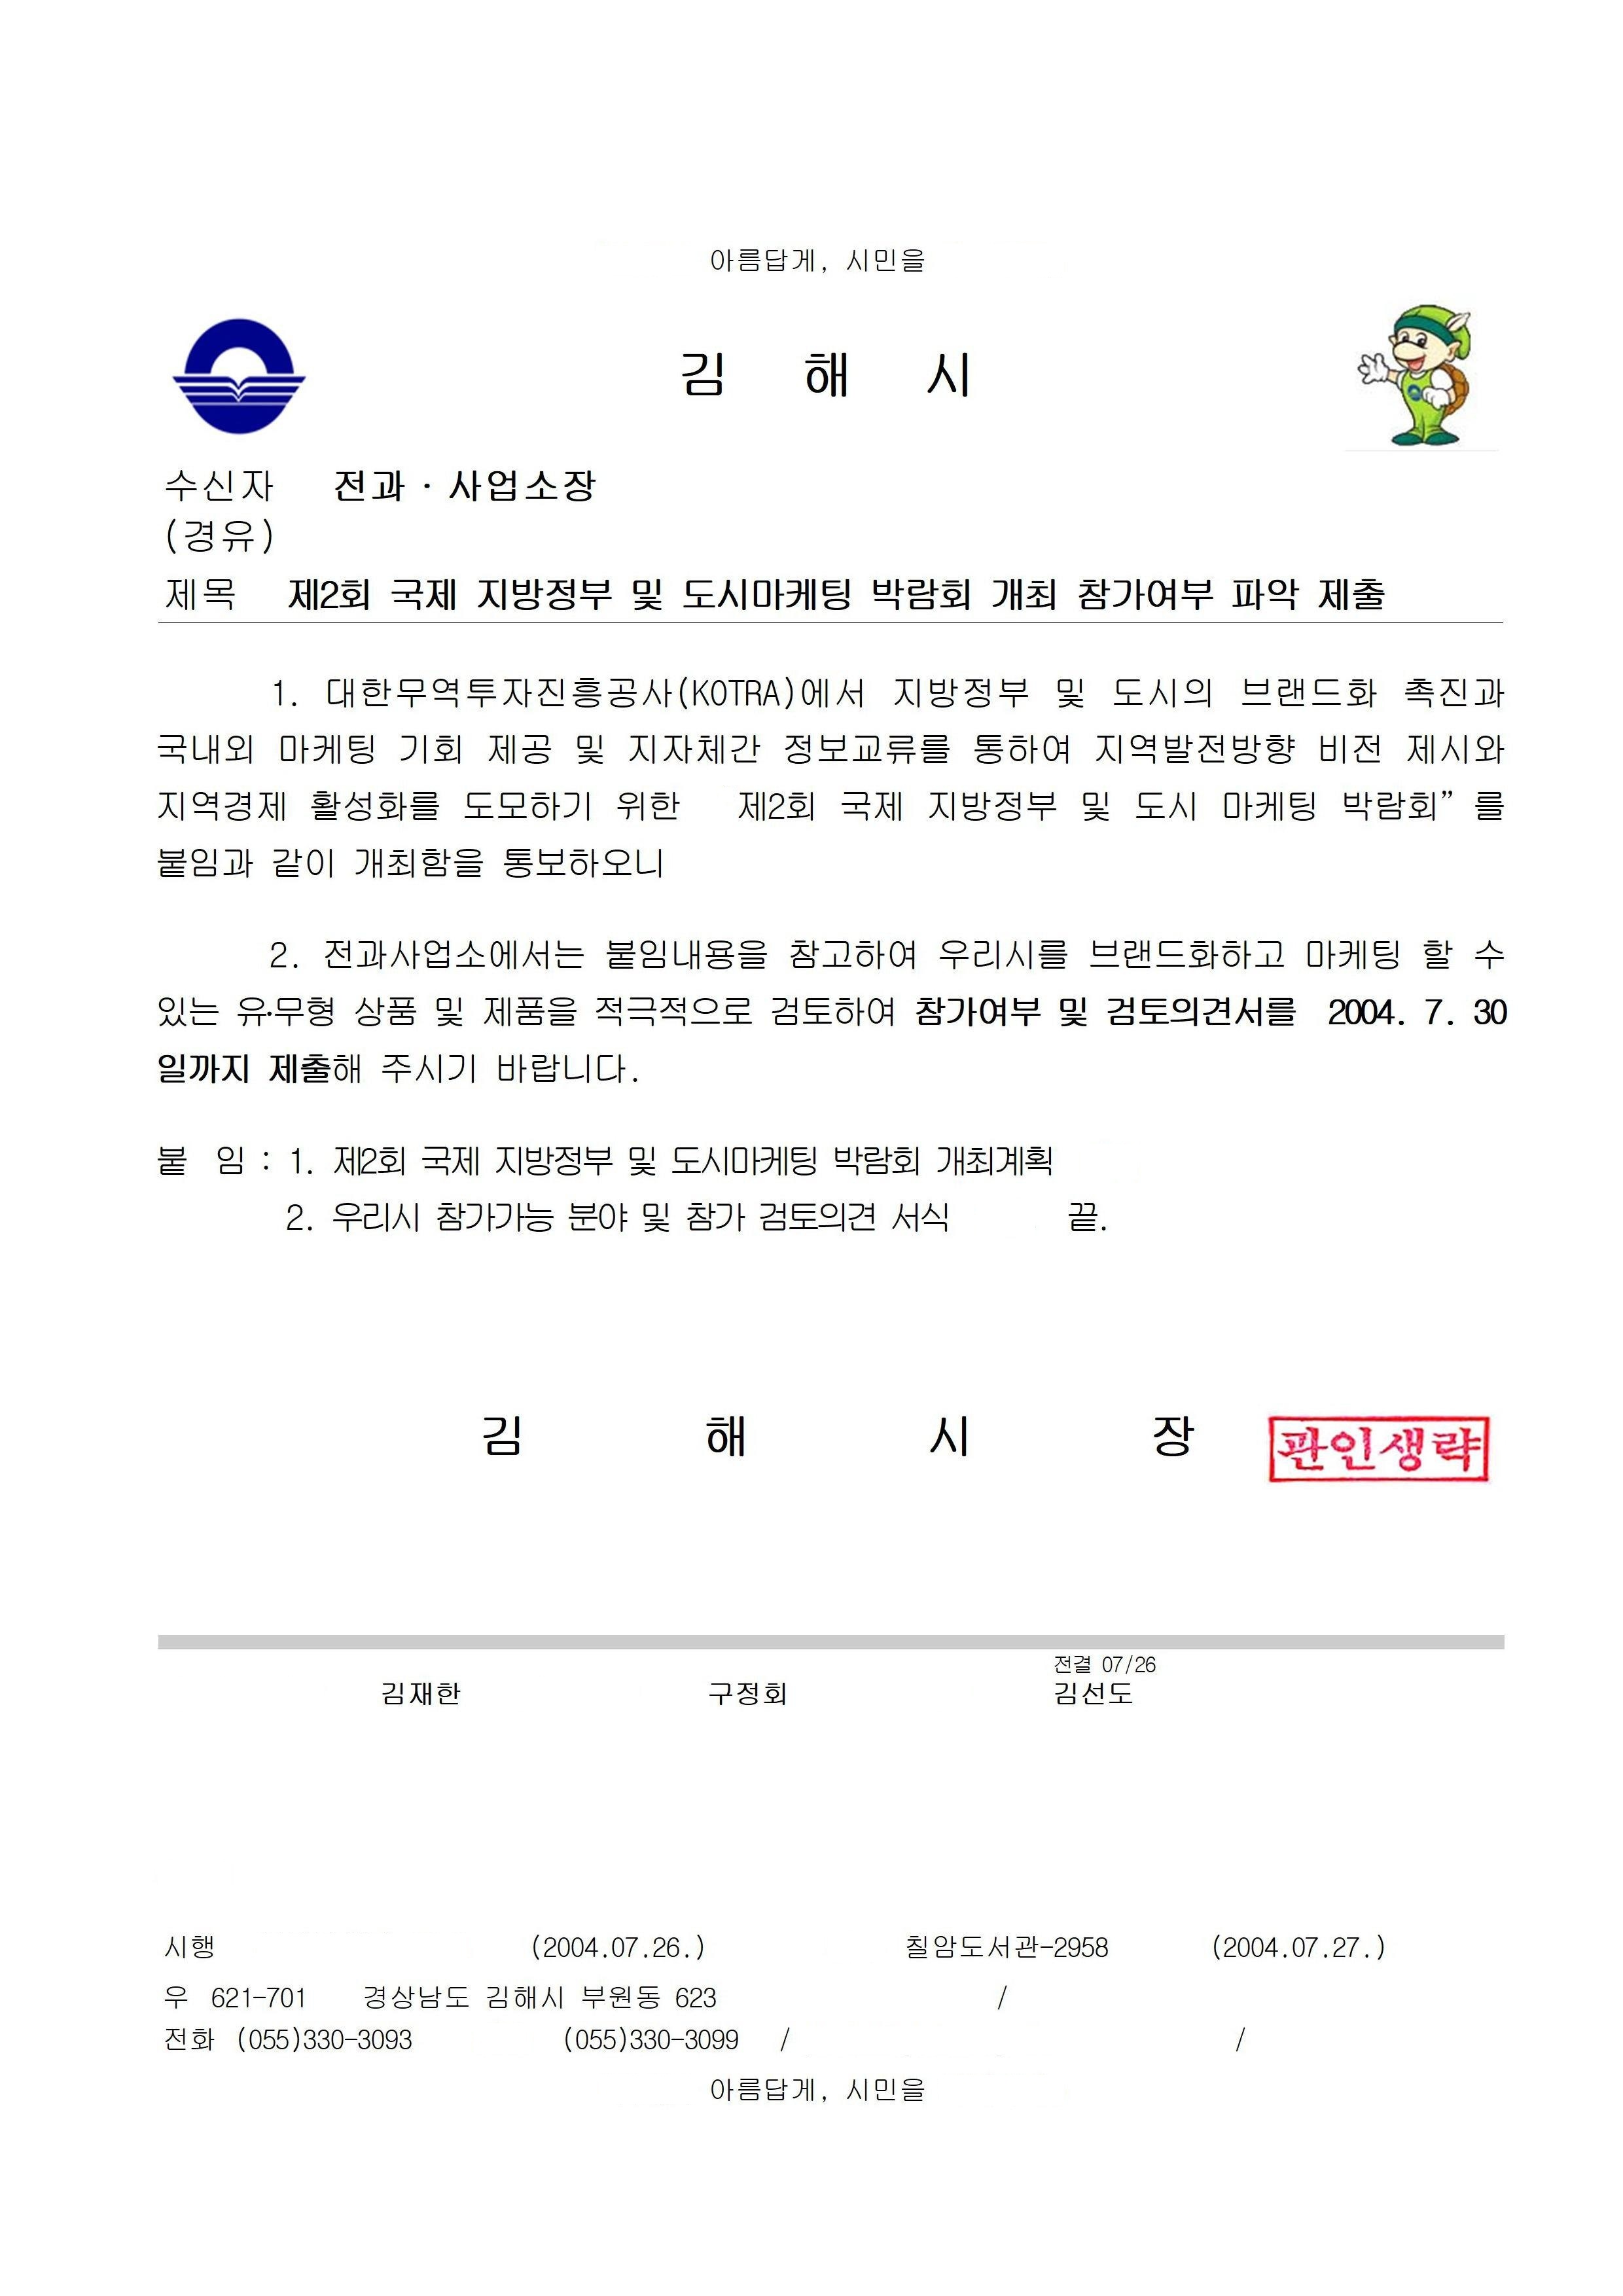 아름답게, 시민을
김 해 시
수신자 전과·사업소장
(경유)
제목 제2회 국제 지방정부 및 도시마케팅 박람회 개최 참가여부 파악 제출
1. 대한무역투자진흥공사(KOTRA)에서 지방정부 및 도시의 브랜드화 촉진과
국내외 마케팅 기회 제공 및 지자체간 정보교류를 통하여 지역발전방향 비전 제시와
지역경제 활성화를 도모하기 위한 제2회 국제 지방정부 및 도시 마케팅 박람회” 를
붙임과 같이 개최함을 통보하오니
2. 전과사업소에서는 붙임내용을 참고하여 우리시를 브랜드화하고 마케팅 할 수
있는 유·무형 상품 및 제품을 적극적으로 검토하여 참가여부 및 검토의견서를 2004. 7. 30
일까지 제출해 주시기 바랍니다.
붙 임 : 1. 제2회 국제 지방정부 및 도시마케팅 박람회 개최계획
2. 우리시 참가가능 분야 및 참가 검토의견 서식 끝.
김 해 시 장 관인생략
전결 07/26
김재한 구정회 김선도
시행 (2004.07.26.) 칠암도서관-2958 (2004.07.27.)
우 621-701 경상남도 김해시 부원동 623 /
전화 (055)330-3093 (055)330-3099 / /
아름답게, 시민을